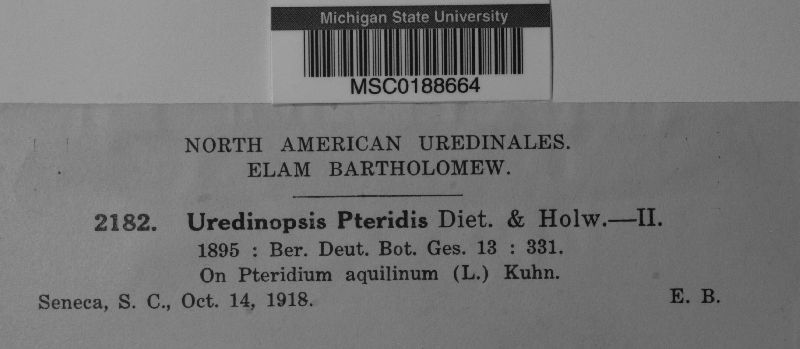 Michigan State University
MSC0188664
NORTH AMERICAN UREDINALES.
ELAM BARTHOLOMEW.
2182. Uredinopsis Pteridis Diet. & Holw.—II.
1895 : Ber. Deut. Bot. Ges. 13 : 331.
On Pteridium aquilinum (L.) Kuhn.
Seneca, S. C., Oct. 14, 1918. E. B.